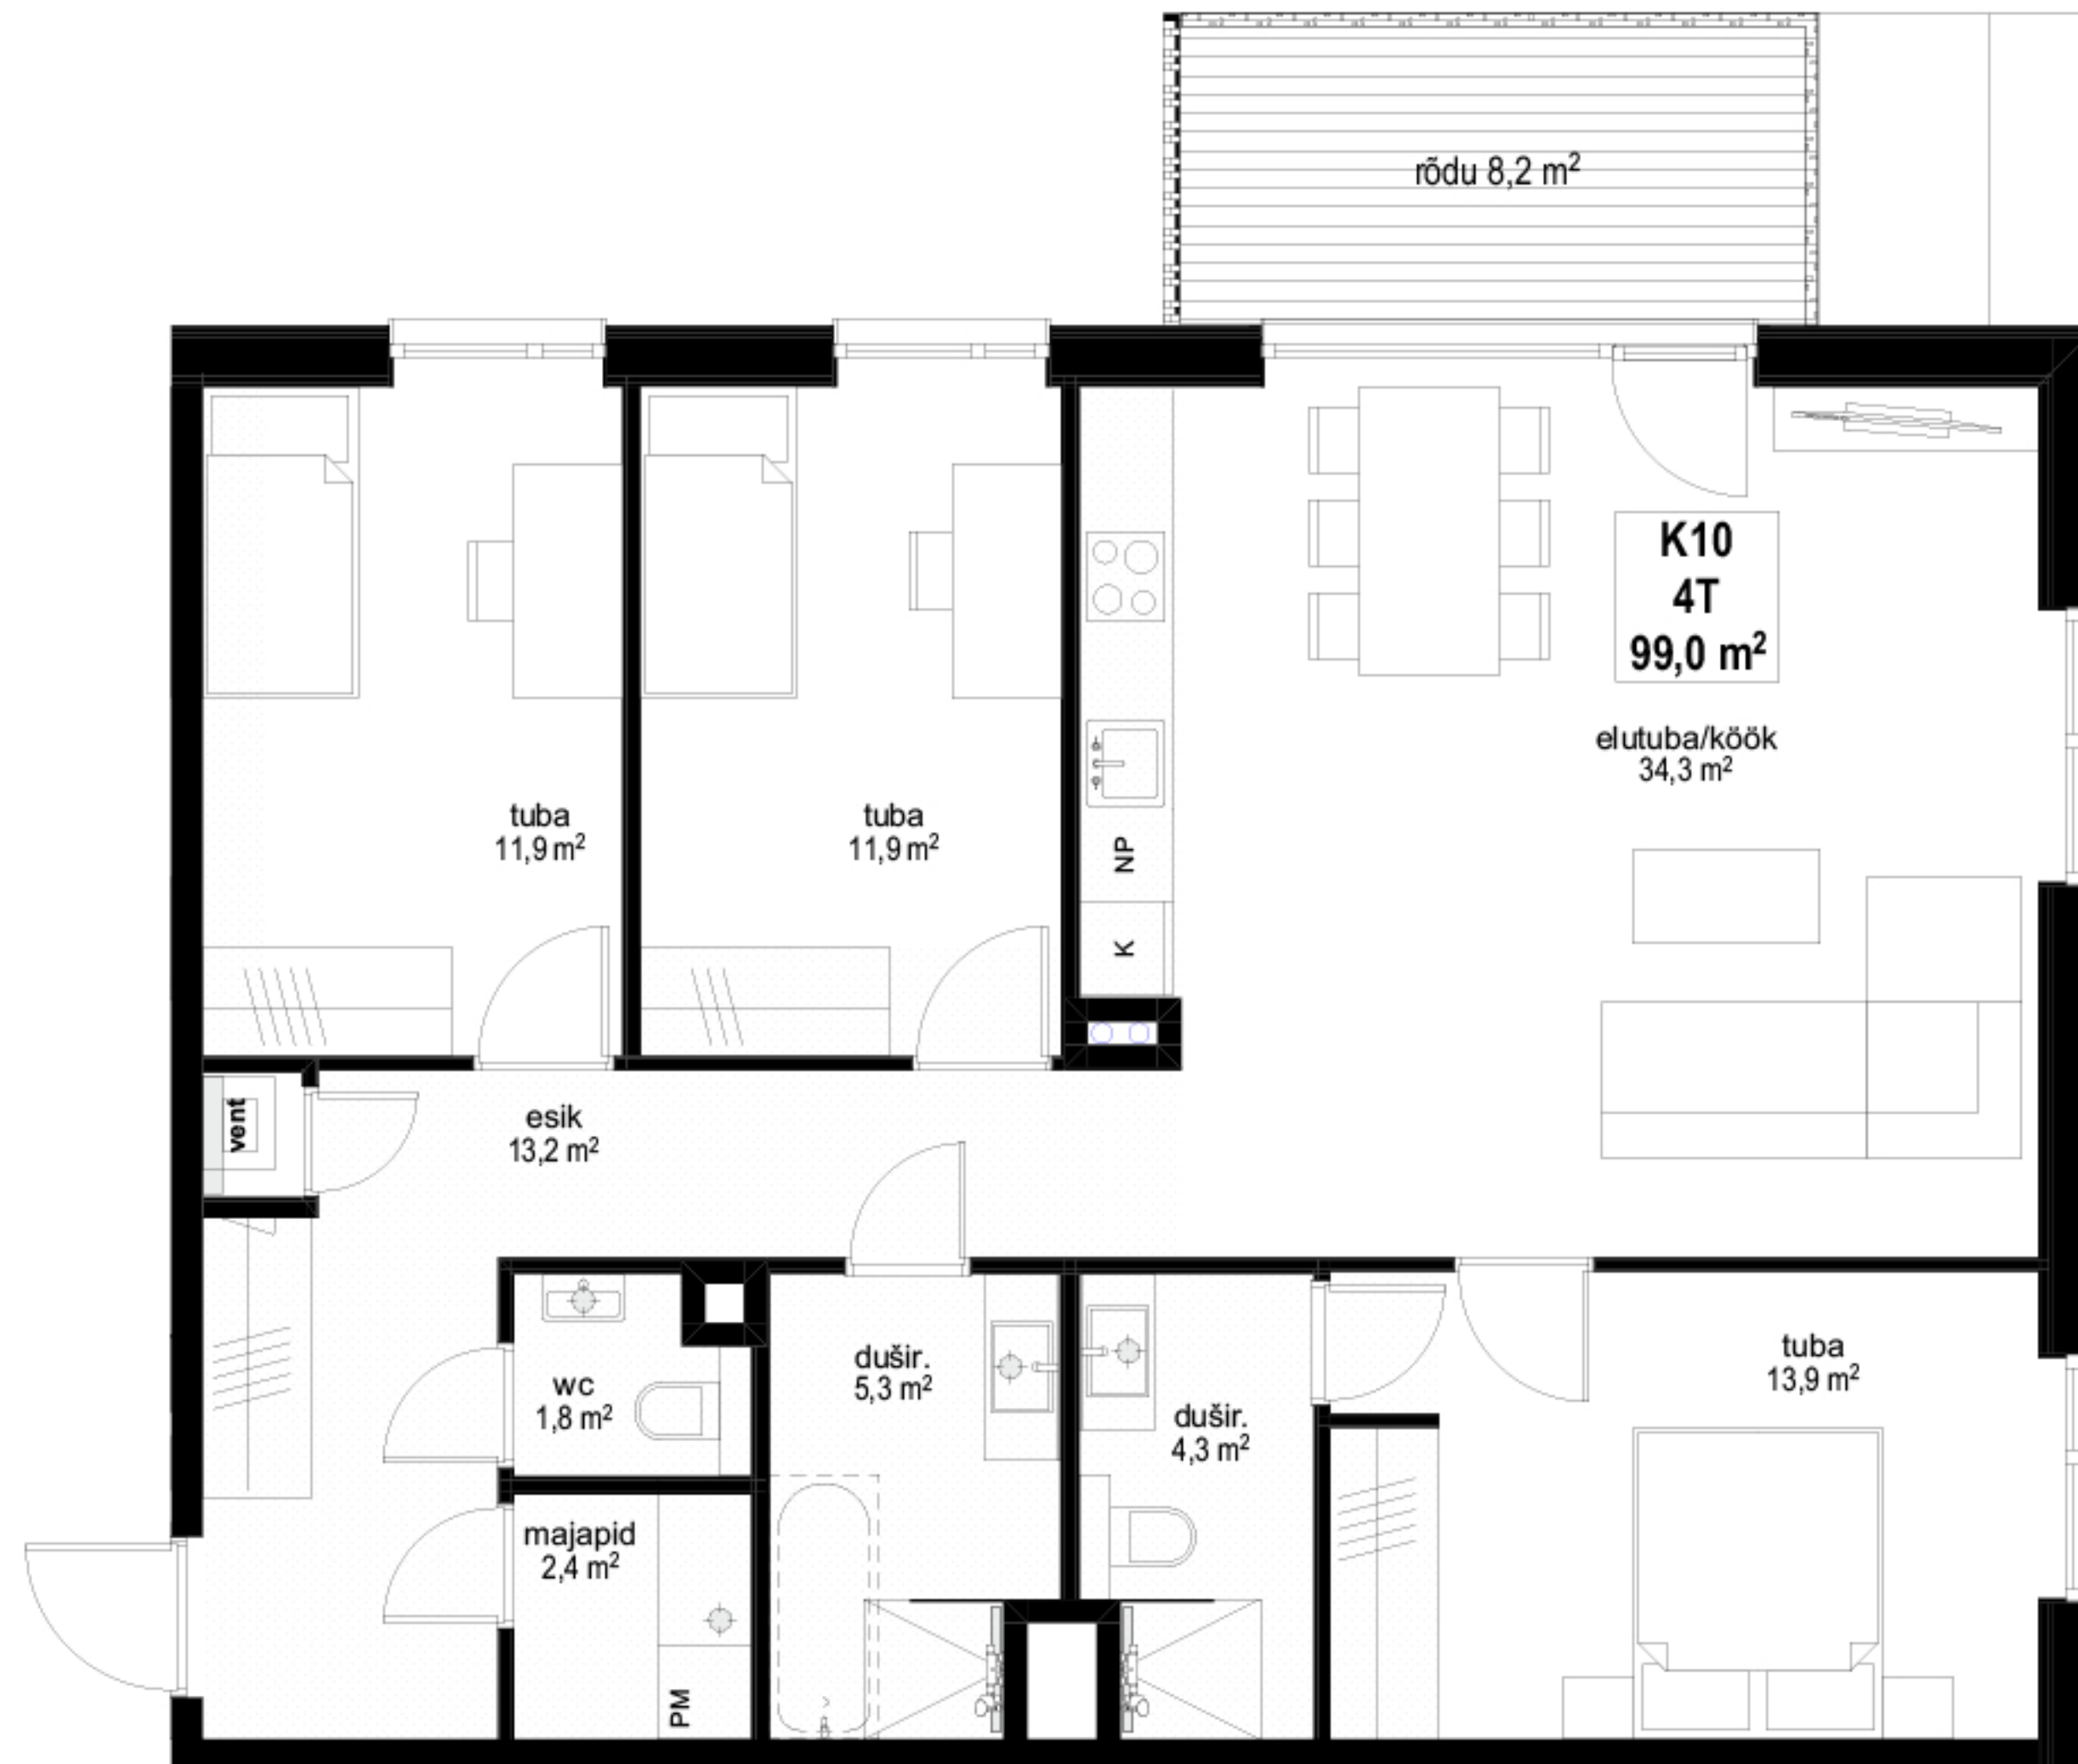 rõdu 8,2 m²
K10
4T
99,0 m²
elutuba/köök
34,3 m²
tuba
11,9 m²
tuba
11,9 m²
NP
K
vent
esik
13,2 m²
wc
1,8 m²
dušir.
5,3 m²
dušir.
4,3 m²
tuba
13,9 m²
majapid
2,4 m²
PM